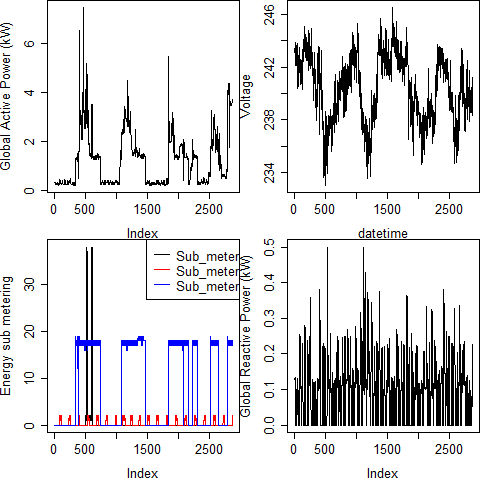 Global Active Power (kW)
0 2 4 6
0 500 1500 2500
Index
Voltage
234 238 242 246
0 500 1500 2500
datetime
Energy sub metering
0 10 20 30
Sub_meter
Sub_meter
Sub_meter
0 500 1500 2500
Index
Global Reactive Power (kW)
0.0 0.1 0.2 0.3 0.4 0.5
0 500 1500 2500
Index